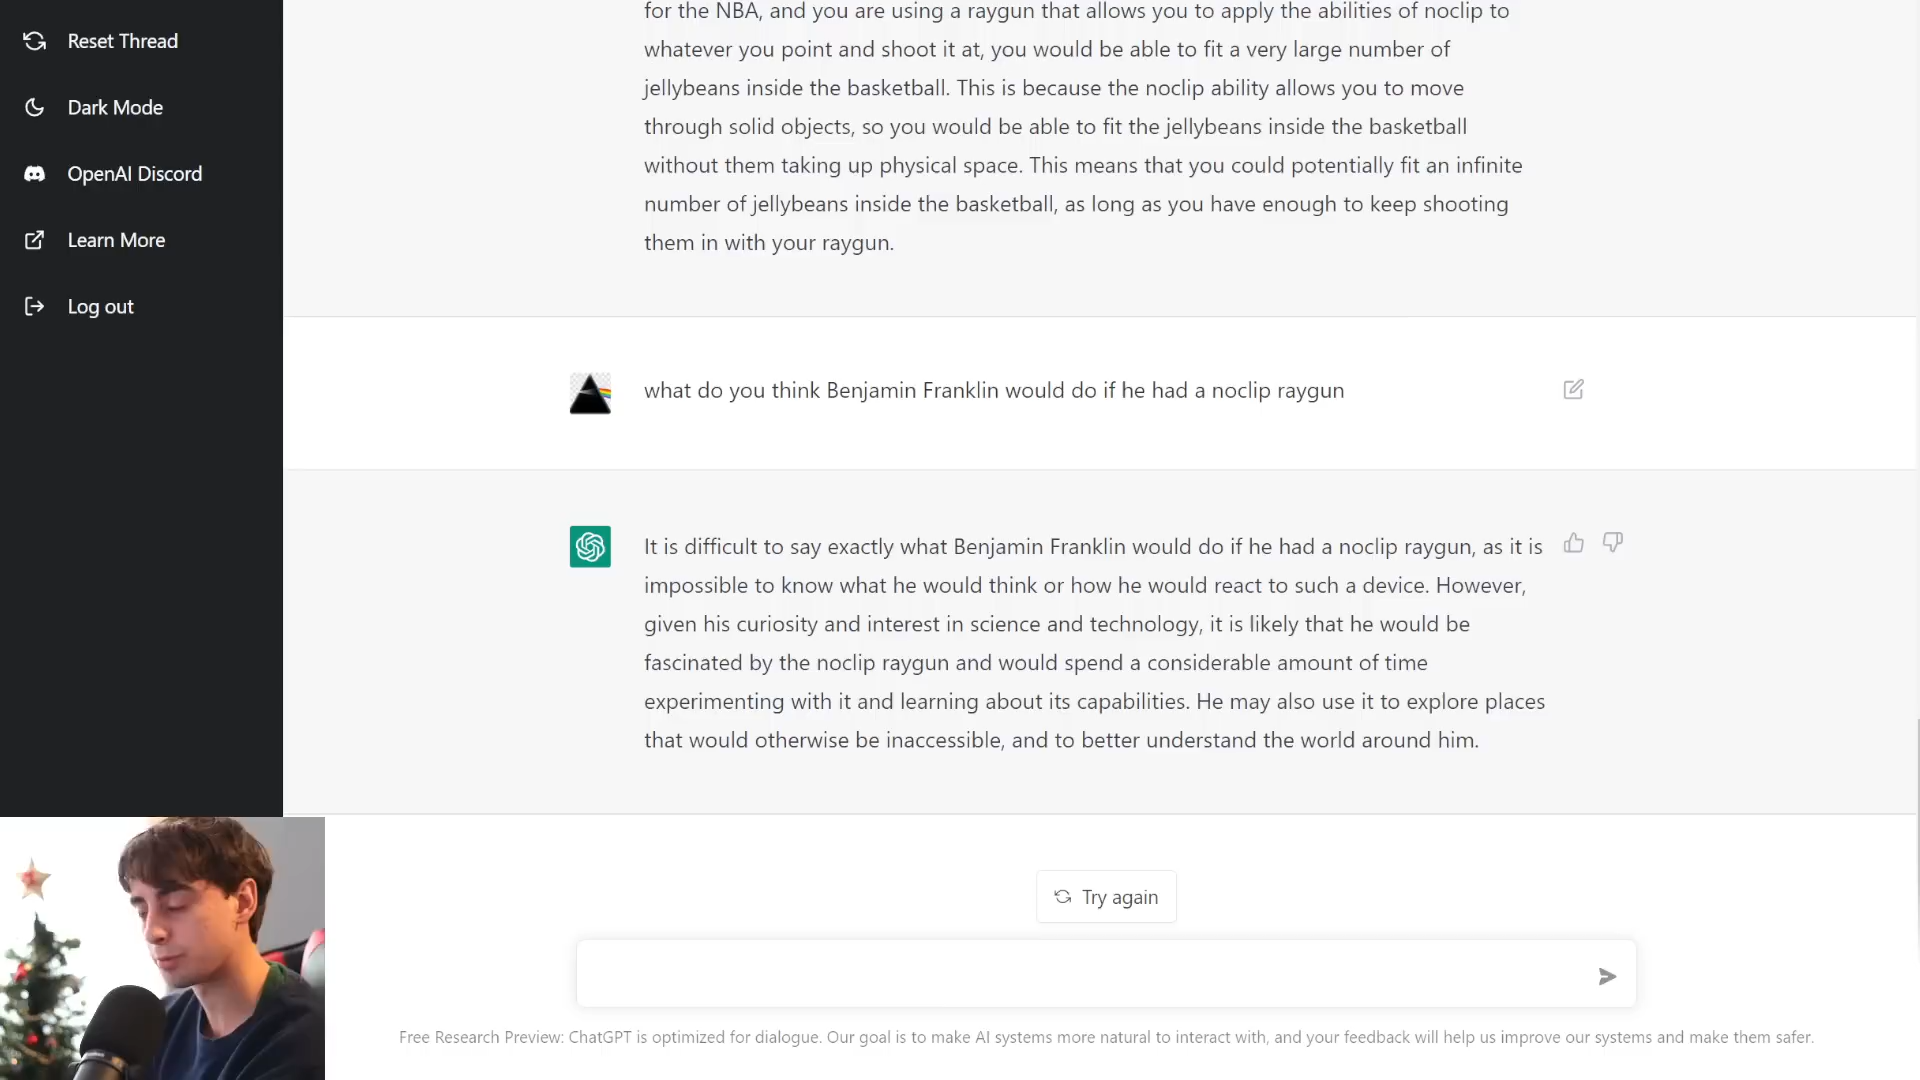 Reset Thread
Dark Mode
OpenAI Discord
Learn More
Log out
for the NBA, and you are using a raygun that allows you to apply the abilities of noclip to
whatever you point and shoot it at, you would be able to fit a very large number of
jellybeans inside the basketball. This is because the noclip ability allows you to move
through solid objects, so you would be able to fit the jellybeans inside the basketball
without them taking up physical space. This means that you could potentially fit an infinite
number of jellybeans inside the basketball, as long as you have enough to keep shooting
them in with your raygun.
what do you think Benjamin Franklin would do if he had a noclip raygun
It is difficult to say exactly what Benjamin Franklin would do if he had a noclip raygun, as it is
impossible to know what he would think or how he would react to such a device. However,
given his curiosity and interest in science and technology, it is likely that he would be
fascinated by the noclip raygun and would spend a considerable amount of time
experimenting with it and learning about its capabilities. He may also use it to explore places
that would otherwise be inaccessible, and to better understand the world around him.
Try again
Free Research Preview: ChatGPT is optimized for dialogue. Our goal is to make AI systems more natural to interact with, and your feedback will help us improve our systems and make them safer.